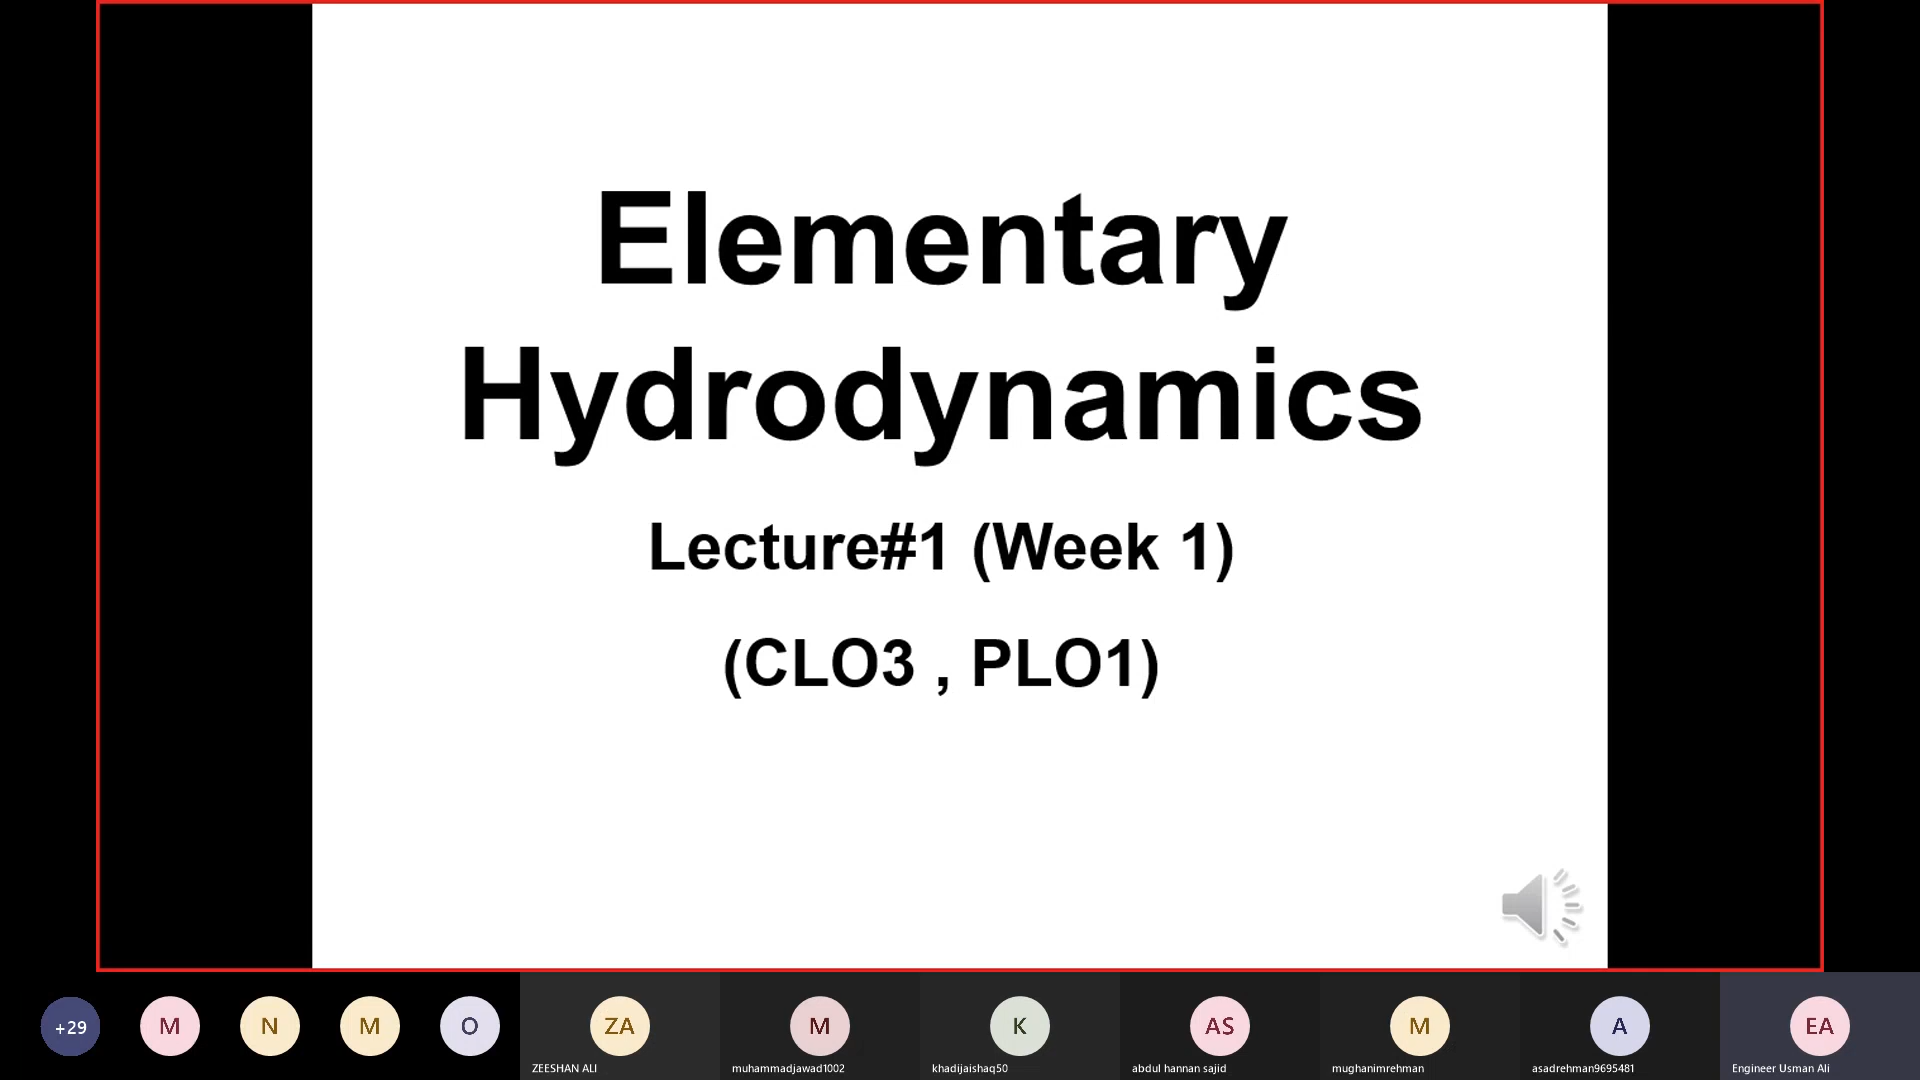 Elementary
Hydrodynamics
Lecture#1 (Week 1)
(CLO3 , PLO1)
+29
M
N
M
O
ZA
M
K
AS
M
A
EA
ZEESHAN ALI
muhammadjawad1002
khadijaishaq50
abdul hannan sajid
mughanimrehman
asadrehman9695481
Engineer Usman Ali